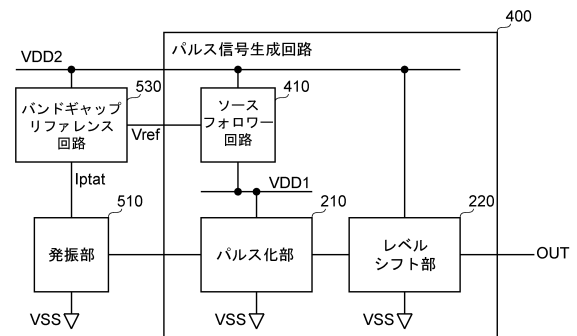 400
パルス信号生成回路
VDD2
530
410
バンドギャップ
リファレンス
回路
ソース
フォロワー
回路
Vref
Iptat
VDD1
510
210
220
発振部
パルス化部
レベル
シフト部
OUT
VSS
VSS
VSS